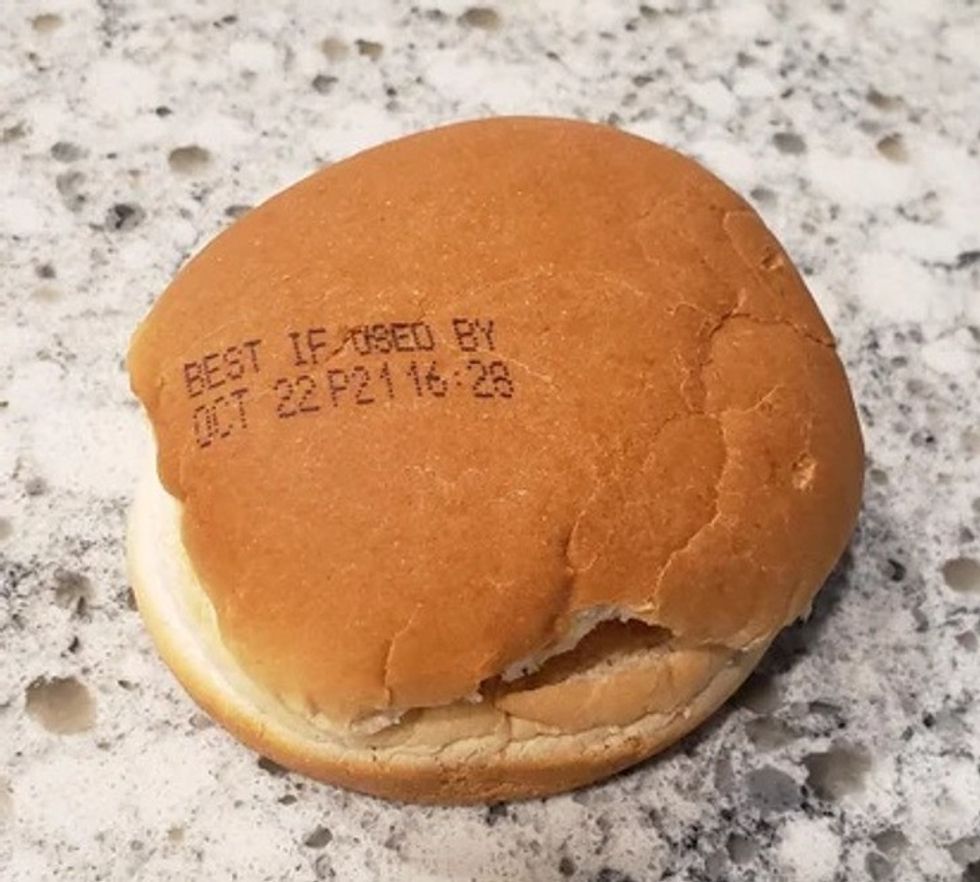 BEST IF USED BY
OCT 22 P21 16:28